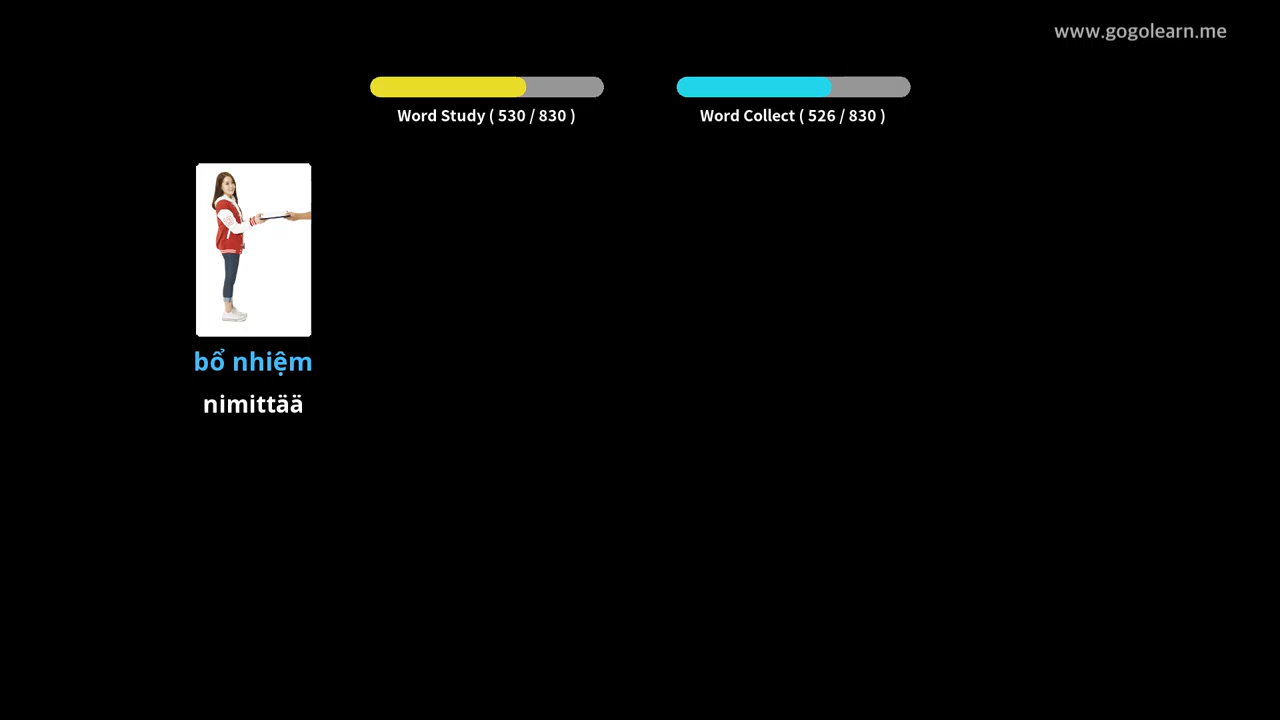 www.gogolearn.me
Word Study ( 530 / 830 )
Word Collect ( 526 / 830 )
bổ nhiệm
nimittää